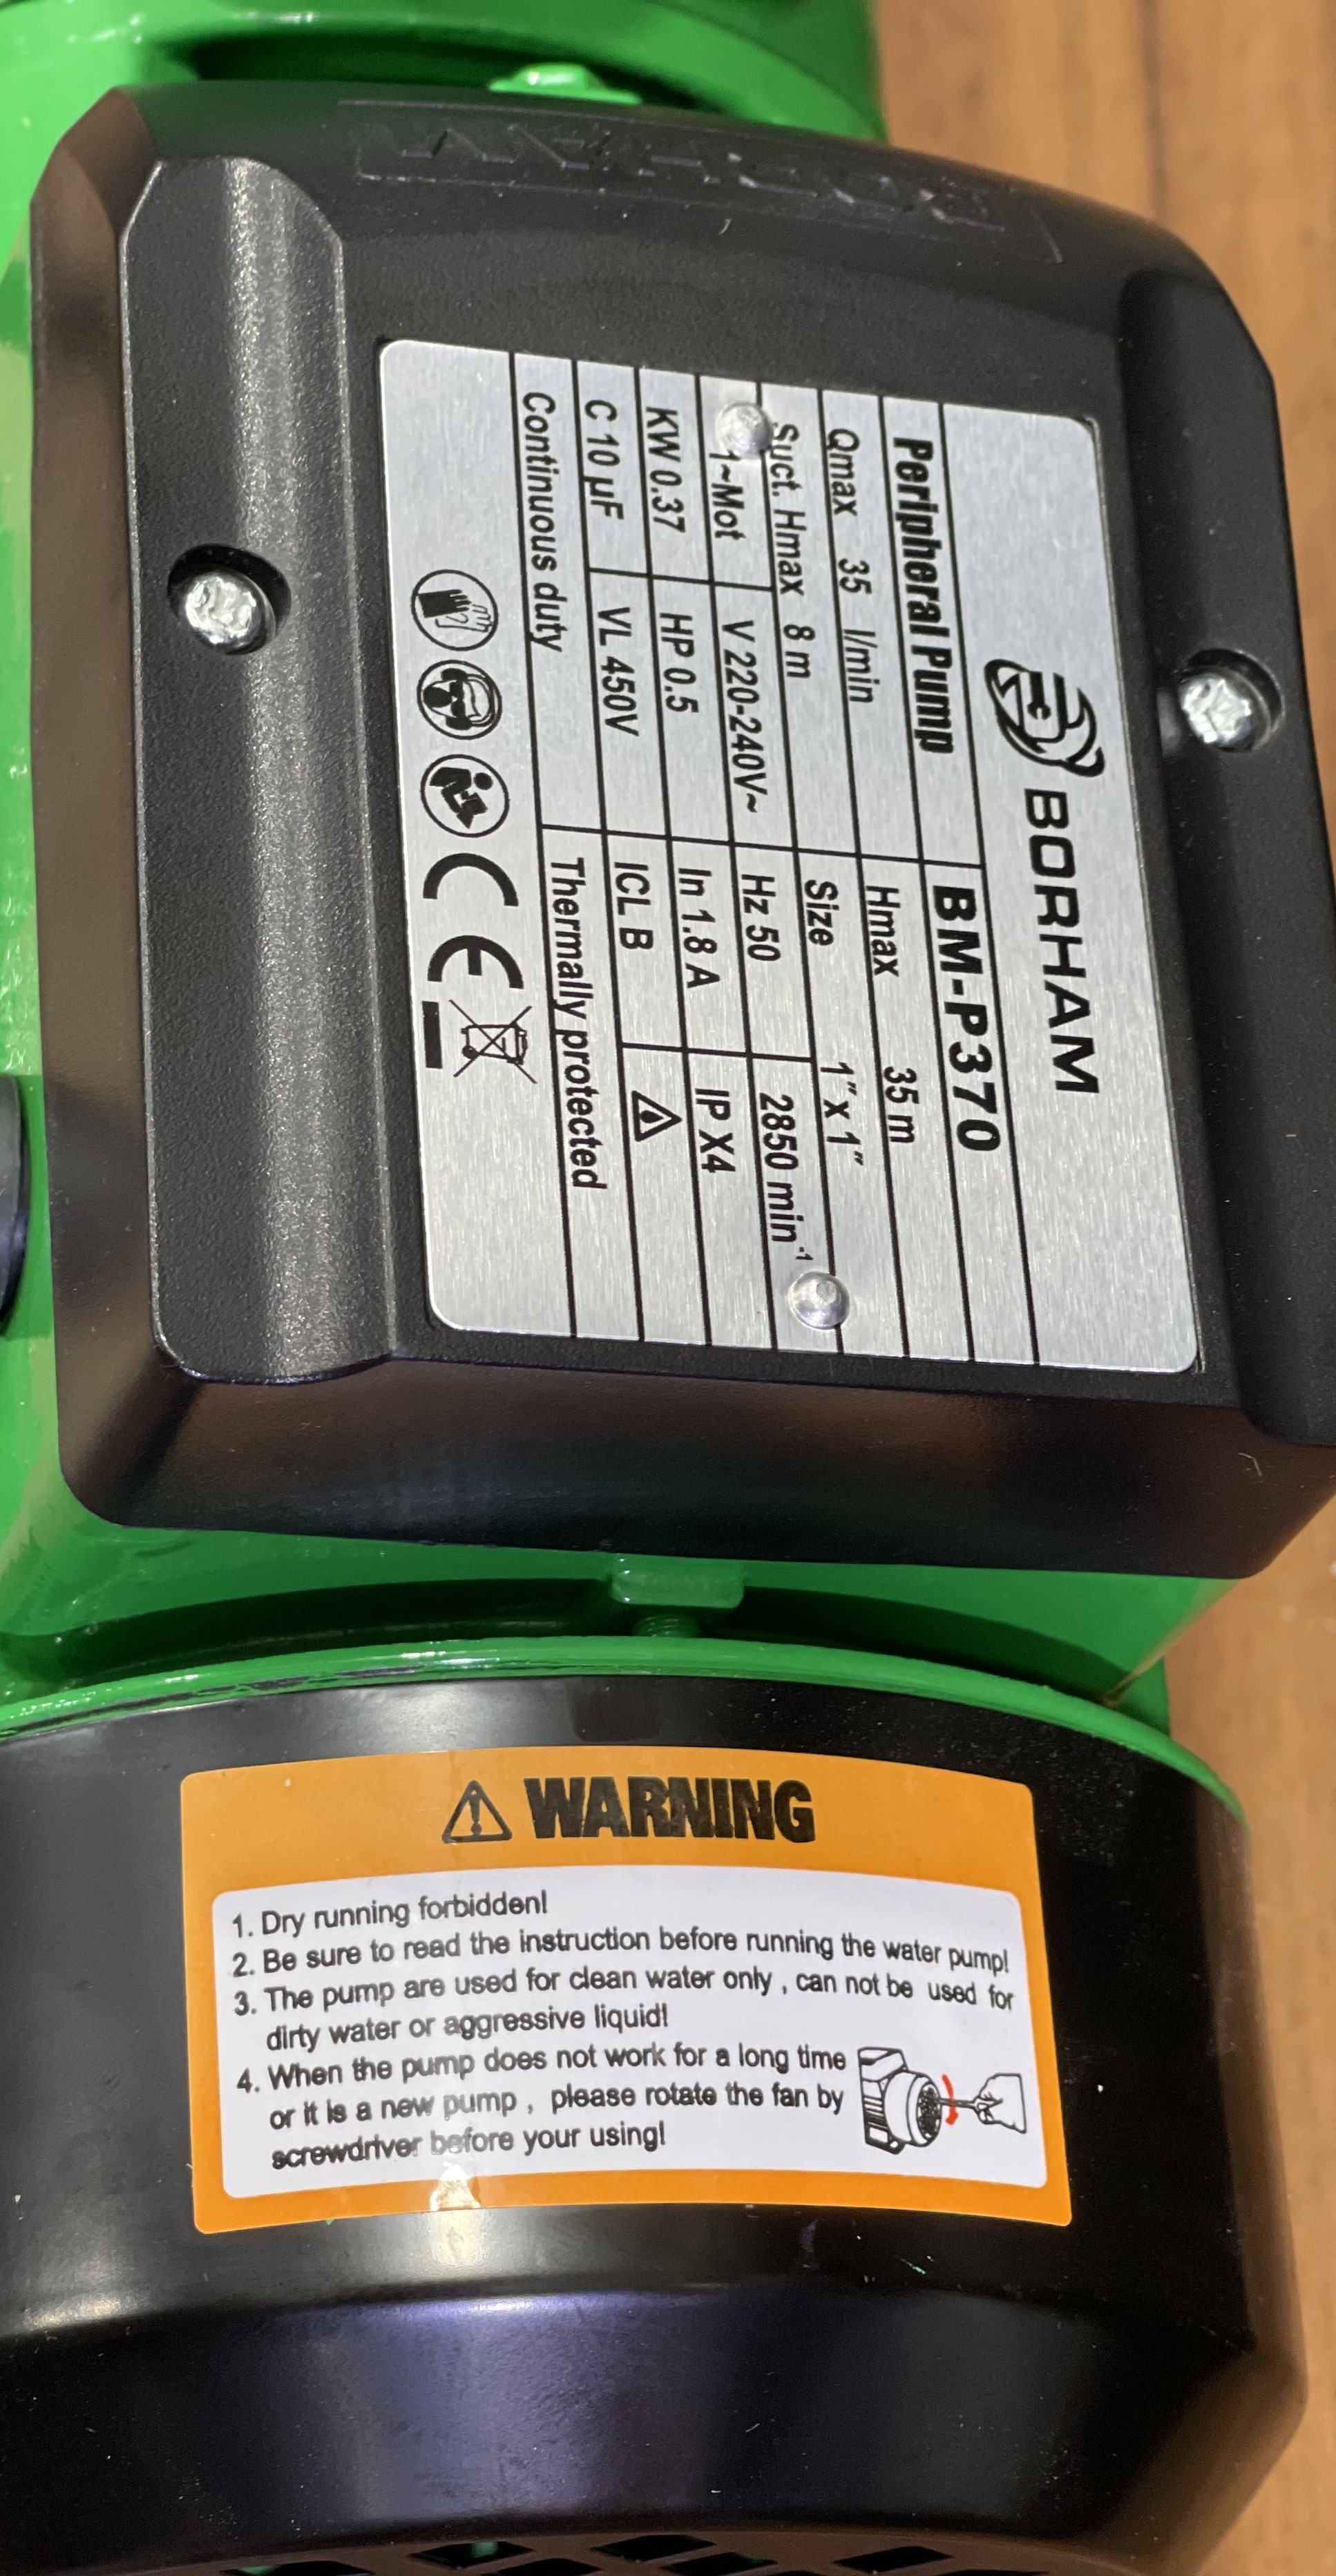 BORHAM
BORHAM
Peripheral Pump BM-P370
Qmax 35 l/min Hmax 35 m
Suct. Hmax 8 m Size 1″ x 1″
1~Mot V 220-240V~ Hz 50 2850 min-1
KW 0.37 HP 0.5 In 1.8 A IP X4
C 10 µF VL 450V ICL B
Continuous duty Thermally protected
CE
WARNING
1. Dry running forbidden!
2. Be sure to read the instruction before running the water pump!
3. The pump are used for clean water only , can not be used for
dirty water or aggressive liquid!
4. When the pump does not work for a long time
or it is a new pump , please rotate the fan by
screwdriver before your using!